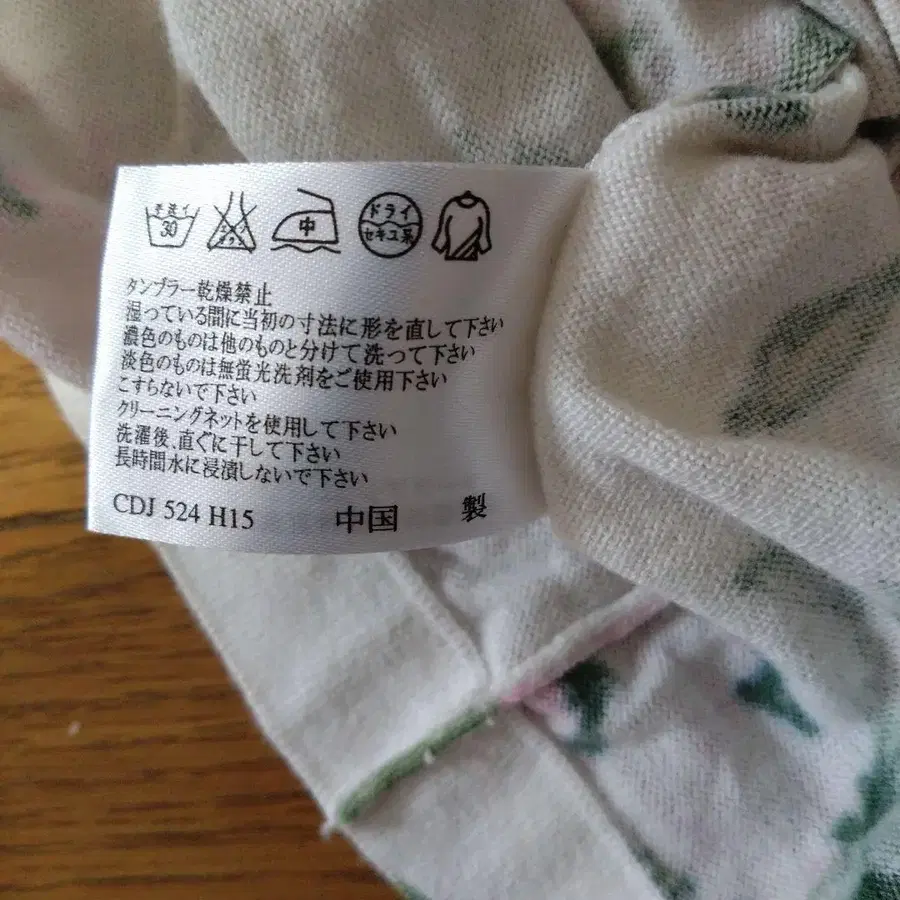 手洗イ
30
中
ドライ
セキユ系
タンブラー乾燥禁止
湿っている間に当初の寸法に形を直して下さい
濃色のものは他のものと分けて洗って下さい
淡色のものは無蛍光洗剤をご使用下さい
こすらないで下さい
クリーニングネットを使用して下さい
洗濯後、直ぐに干して下さい
長時間水に浸漬しないで下さい
CDJ 524 H15 中国 製